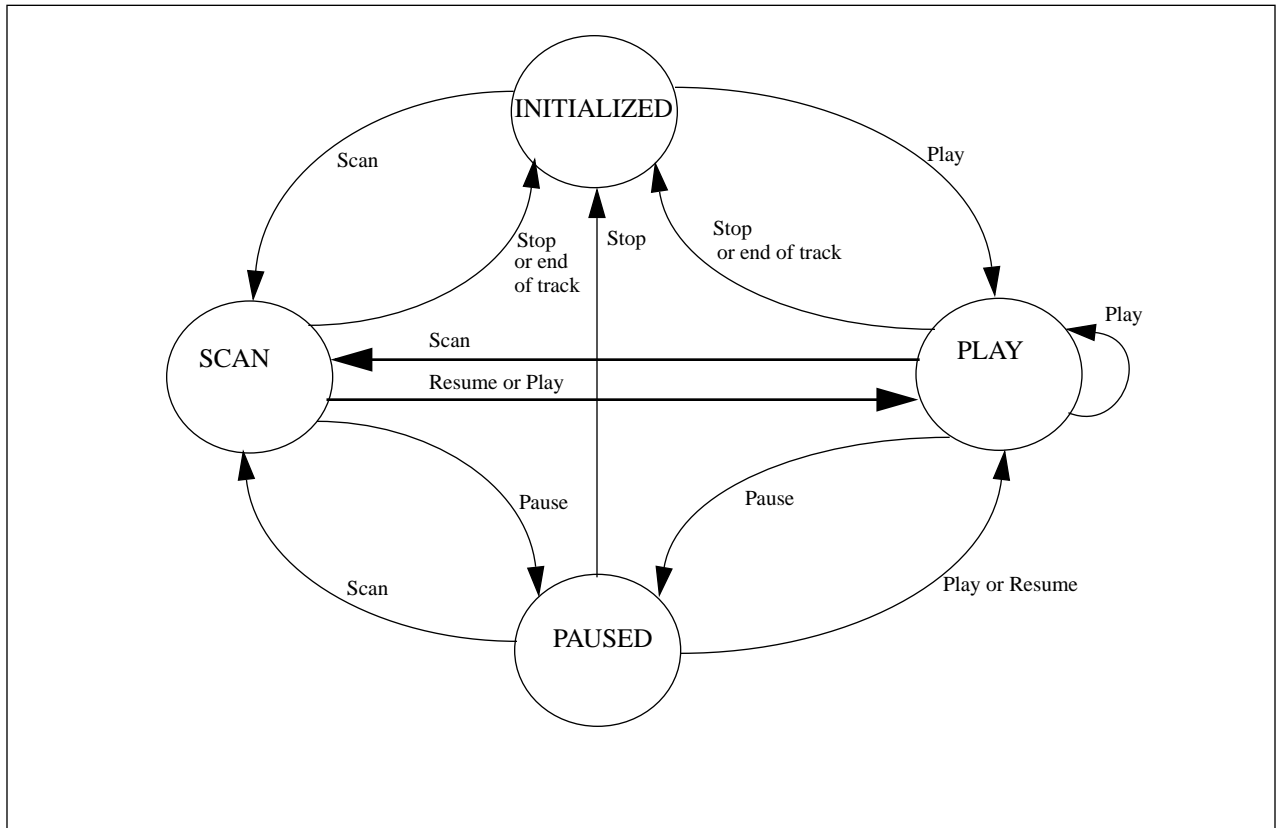 INITIALIZED
Scan
Play
Stop
or end
of track
Stop
Stop
or end of track
Play
SCAN
Scan
PLAY
Resume or Play
Pause
Pause
Scan
Play or Resume
PAUSED